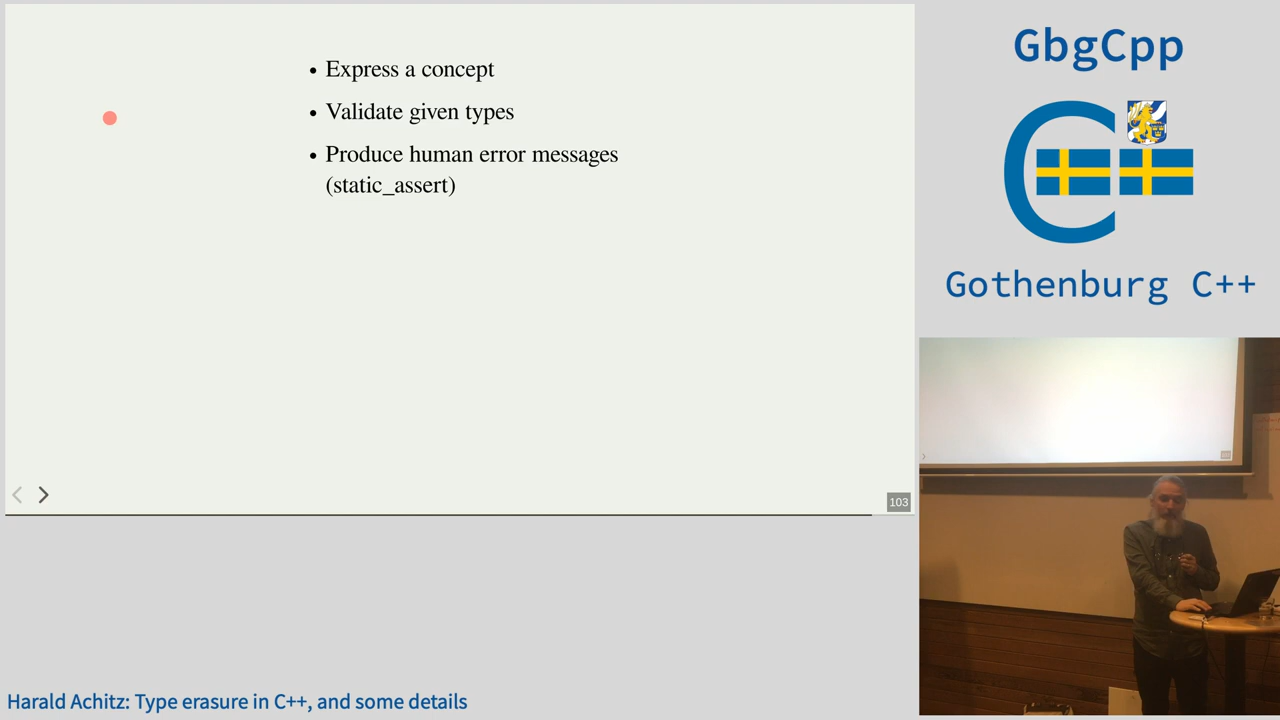 • Express a concept
• Validate given types
• Produce human error messages
(static_assert)
103
GbgCpp
C++
Gothenburg C++
Harald Achitz: Type erasure in C++, and some details